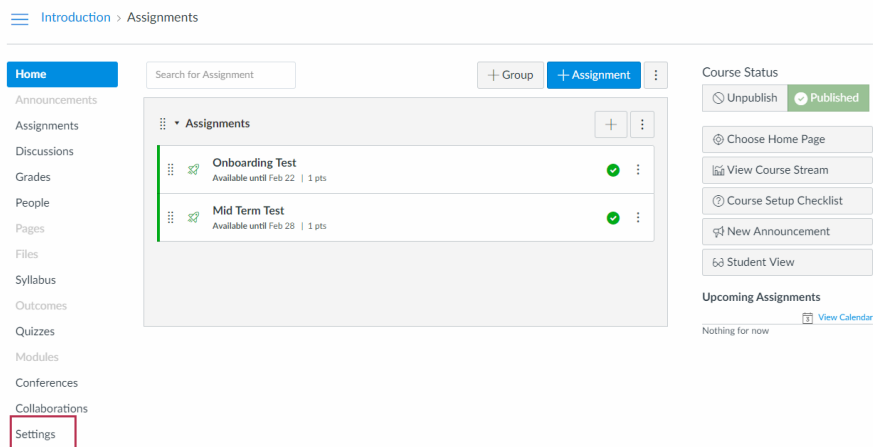 Introduction > Assignments
Home
Announcements
Assignments
Discussions
Grades
People
Pages
Files
Syllabus
Outcomes
Quizzes
Modules
Conferences
Collaborations
Settings
Search for Assignment
+ Group
+ Assignment
Assignments
Onboarding Test
Available until Feb 22 | 1 pts
Mid Term Test
Available until Feb 28 | 1 pts
Course Status
Unpublish
Published
Choose Home Page
View Course Stream
Course Setup Checklist
New Announcement
Student View
Upcoming Assignments
View Calendar
Nothing for now